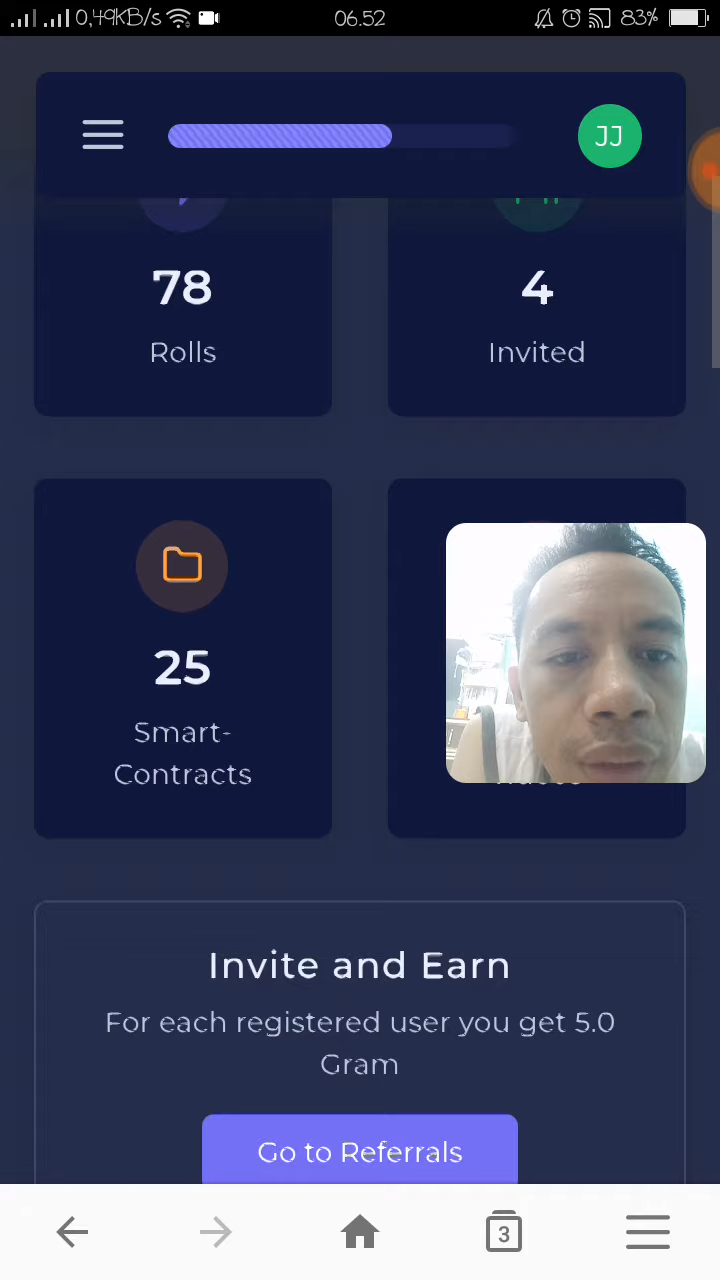 0,49KB/s 06.52 83%
JJ
78
Rolls
4
Invited
25
Smart-
Contracts
Invite and Earn
For each registered user you get 5.0
Gram
Go to Referrals
3